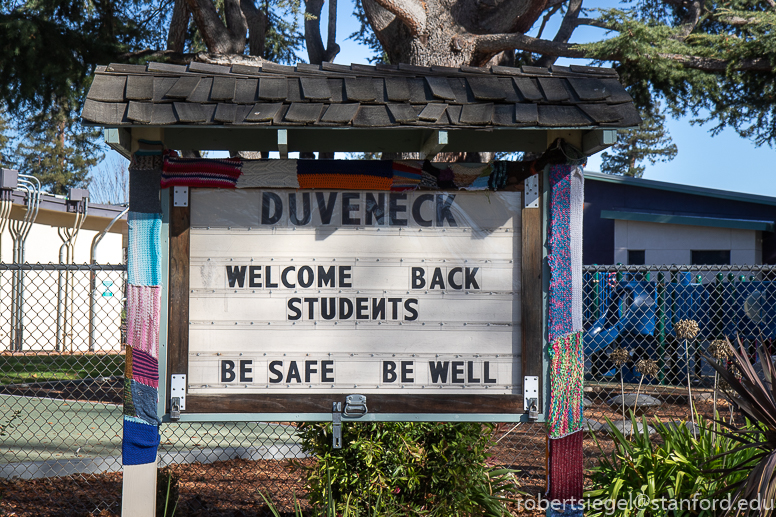 DUVENECK
WELCOME BACK
STUDENTS
BE SAFE BE WELL
robertsiegel@stanford.edu